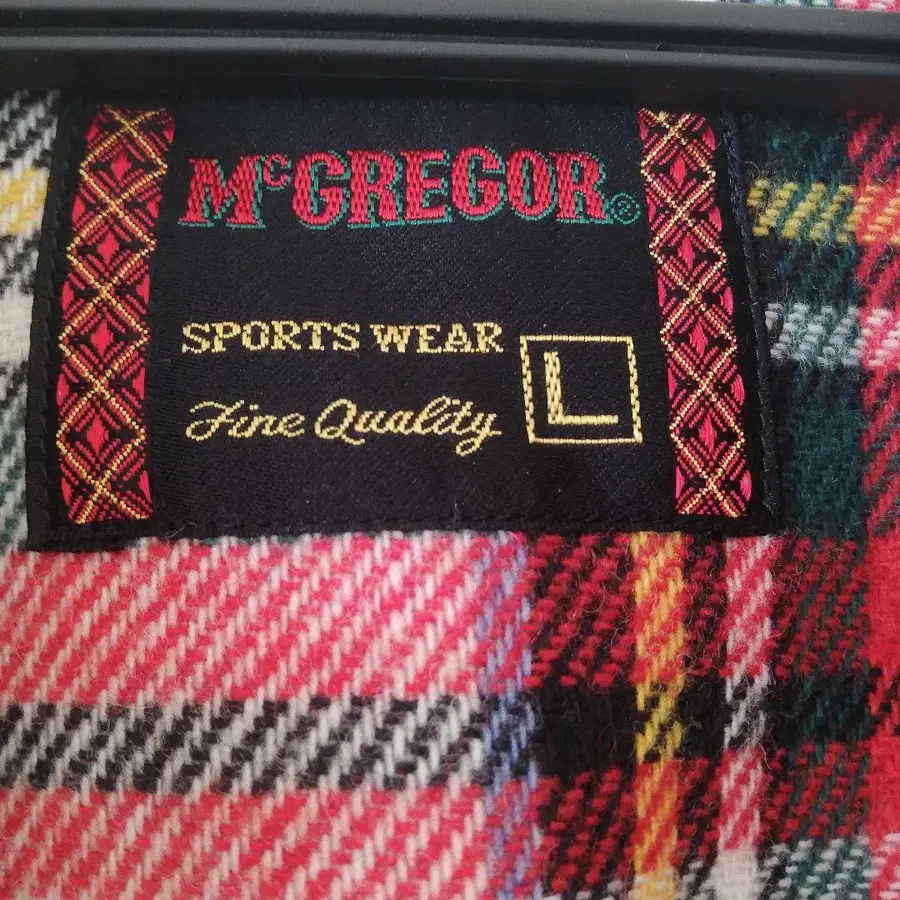 McGREGOR®
SPORTS WEAR
Fine Quality
L